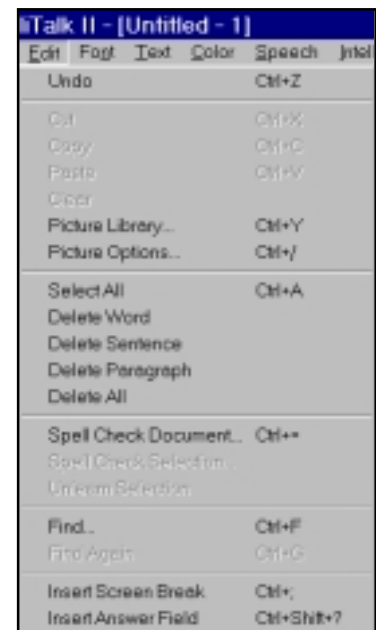 liTalk II - [Untitled - 1]
Edit Font Text Color Speech Intel
Undo Ctrl+Z
Cut Ctrl+X
Copy Ctrl+C
Paste Ctrl+V
Clear
Picture Library... Ctrl+Y
Picture Options... Ctrl+/
Select All Ctrl+A
Delete Word
Delete Sentence
Delete Paragraph
Delete All
Spell Check Document... Ctrl+=
Spell Check Selection...
Unlearn Selection
Find... Ctrl+F
Find Again Ctrl+G
Insert Screen Break Ctrl+;
Insert Answer Field Ctrl+Shift+?